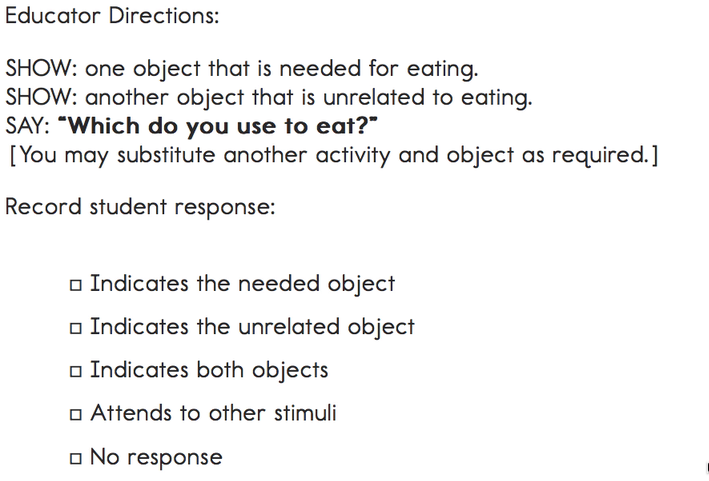 Educator Directions:
SHOW: one object that is needed for eating.
SHOW: another object that is unrelated to eating.
SAY: "Which do you use to eat?"
[You may substitute another activity and object as required.]
Record student response:
□ Indicates the needed object
□ Indicates the unrelated object
□ Indicates both objects
□ Attends to other stimuli
□ No response